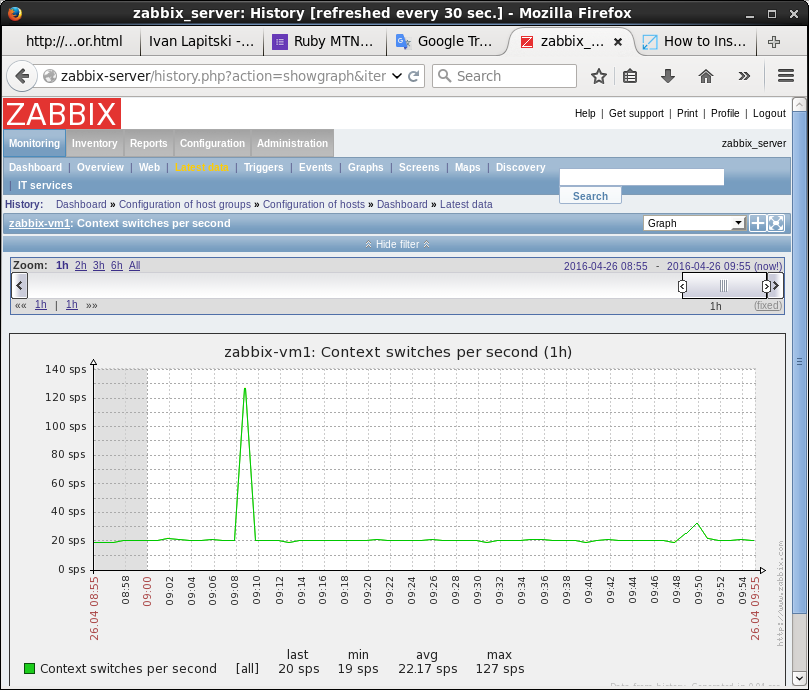 zabbix_server: History [refreshed every 30 sec.] - Mozilla Firefox
http://...or.html Ivan Lapitski -... Ruby MTN... Google Tr... zabbix_... How to Ins...
zabbix-server/history.php?action=showgraph&iter Search
ZABBIX
Help | Get support | Print | Profile | Logout
Monitoring Inventory Reports Configuration Administration zabbix_server
Dashboard | Overview | Web | Latest data | Triggers | Events | Graphs | Screens | Maps | Discovery
| IT services
Search
History: Dashboard » Configuration of host groups » Configuration of hosts » Dashboard » Latest data
zabbix-vm1: Context switches per second Graph
Hide filter
Zoom: 1h 2h 3h 6h All 2016-04-26 08:55 - 2016-04-26 09:55 (now!)
«« 1h | 1h »» 1h (fixed)
zabbix-vm1: Context switches per second (1h)
140 sps
120 sps
100 sps
80 sps
60 sps
40 sps
20 sps
0 sps
26.04 08:55 08:58 09:00 09:02 09:04 09:06 09:08 09:10 09:12 09:14 09:16 09:18 09:20 09:22 09:24 09:26 09:28 09:30 09:32 09:34 09:36 09:38 09:40 09:42 09:44 09:46 09:48 09:50 09:52 09:54 26.04 09:55
http://www.zabbix.com
last min avg max
Context switches per second [all] 20 sps 19 sps 22.17 sps 127 sps